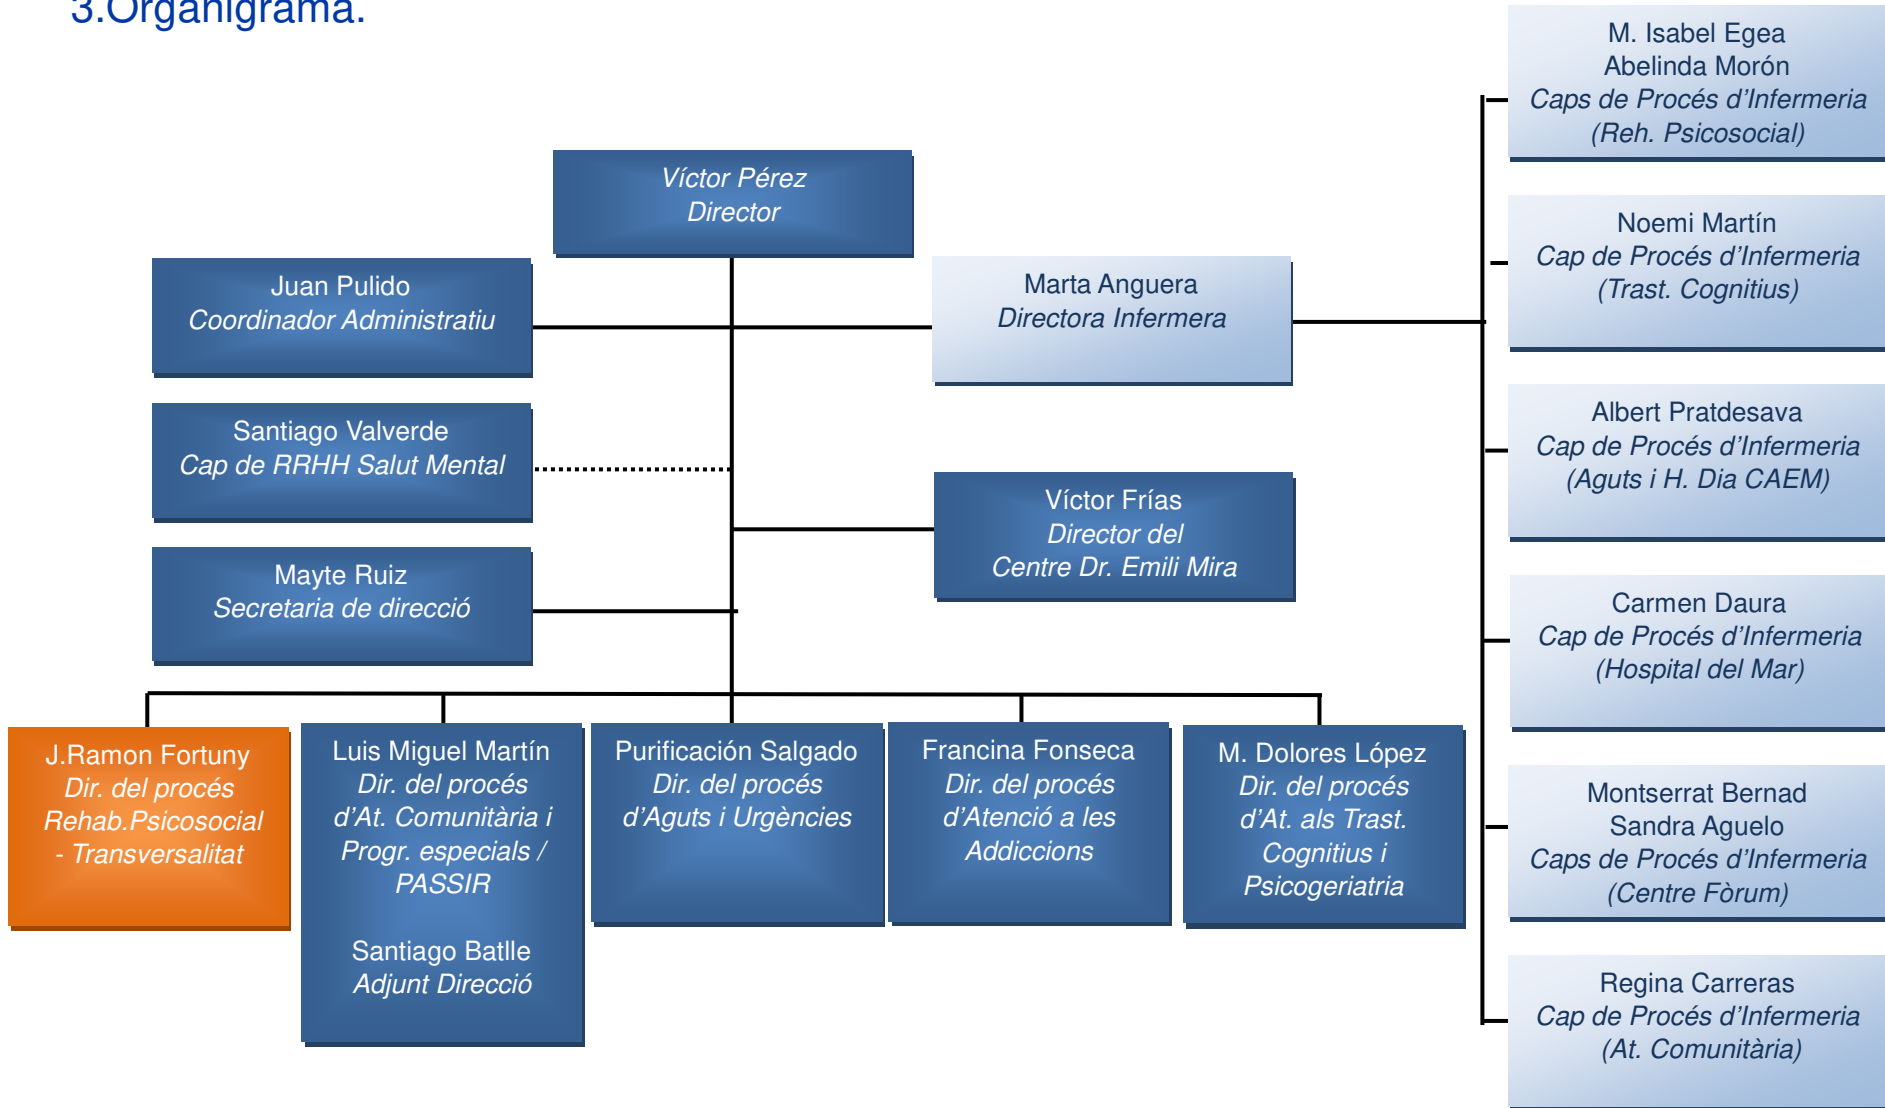 3.Organigrama.
Víctor Pérez
Director
Juan Pulido
Coordinador Administratiu
Marta Anguera
Directora Infermera
Santiago Valverde
Cap de RRHH Salut Mental
Víctor Frías
Director del
Centre Dr. Emili Mira
Mayte Ruiz
Secretaria de direcció
J.Ramon Fortuny
Dir. del procés
Rehab.Psicosocial
- Transversalitat
Luis Miguel Martín
Dir. del procés
d’At. Comunitària i
Progr. especials /
PASSIR
Santiago Batlle
Adjunt Direcció
Purificación Salgado
Dir. del procés
d’Aguts i Urgències
Francina Fonseca
Dir. del procés
d’Atenció a les
Addiccions
M. Dolores López
Dir. del procés
d’At. als Trast.
Cognitius i
Psicogeriatria
M. Isabel Egea
Abelinda Morón
Caps de Procés d’Infermeria
(Reh. Psicosocial)
Noemi Martín
Cap de Procés d’Infermeria
(Trast. Cognitius)
Albert Pratdesava
Cap de Procés d’Infermeria
(Aguts i H. Dia CAEM)
Carmen Daura
Cap de Procés d’Infermeria
(Hospital del Mar)
Montserrat Bernad
Sandra Aguelo
Caps de Procés d’Infermeria
(Centre Fòrum)
Regina Carreras
Cap de Procés d’Infermeria
(At. Comunitària)